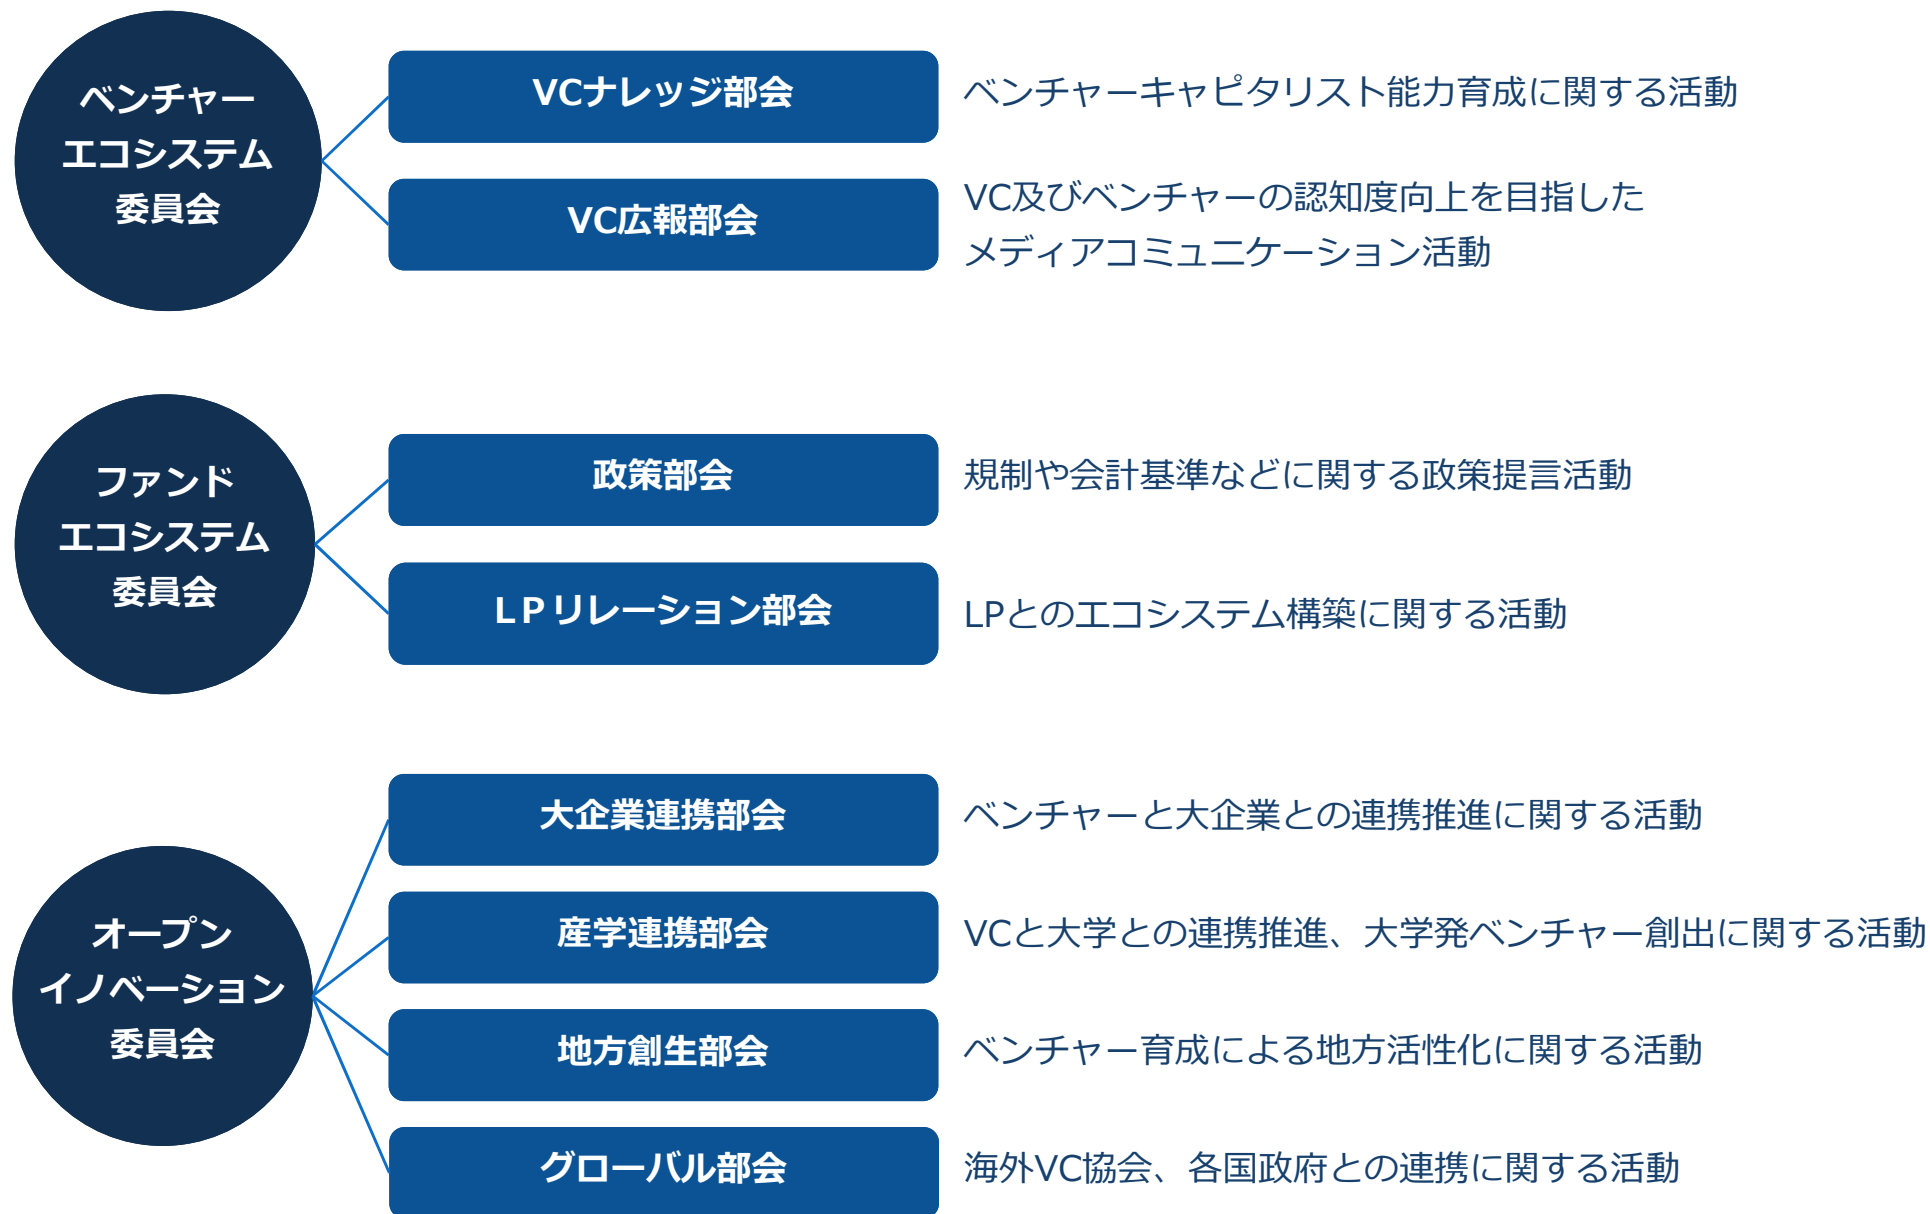 ベンチャー
エコシステム
委員会
VCナレッジ部会
ベンチャーキャピタリスト能力育成に関する活動
VC広報部会
VC及びベンチャーの認知度向上を目指した
メディアコミュニケーション活動
ファンド
エコシステム
委員会
政策部会
規制や会計基準などに関する政策提言活動
ＬＰリレーション部会
LPとのエコシステム構築に関する活動
オープン
イノベーション
委員会
大企業連携部会
ベンチャーと大企業との連携推進に関する活動
産学連携部会
VCと大学との連携推進、大学発ベンチャー創出に関する活動
地方創生部会
ベンチャー育成による地方活性化に関する活動
グローバル部会
海外VC協会、各国政府との連携に関する活動